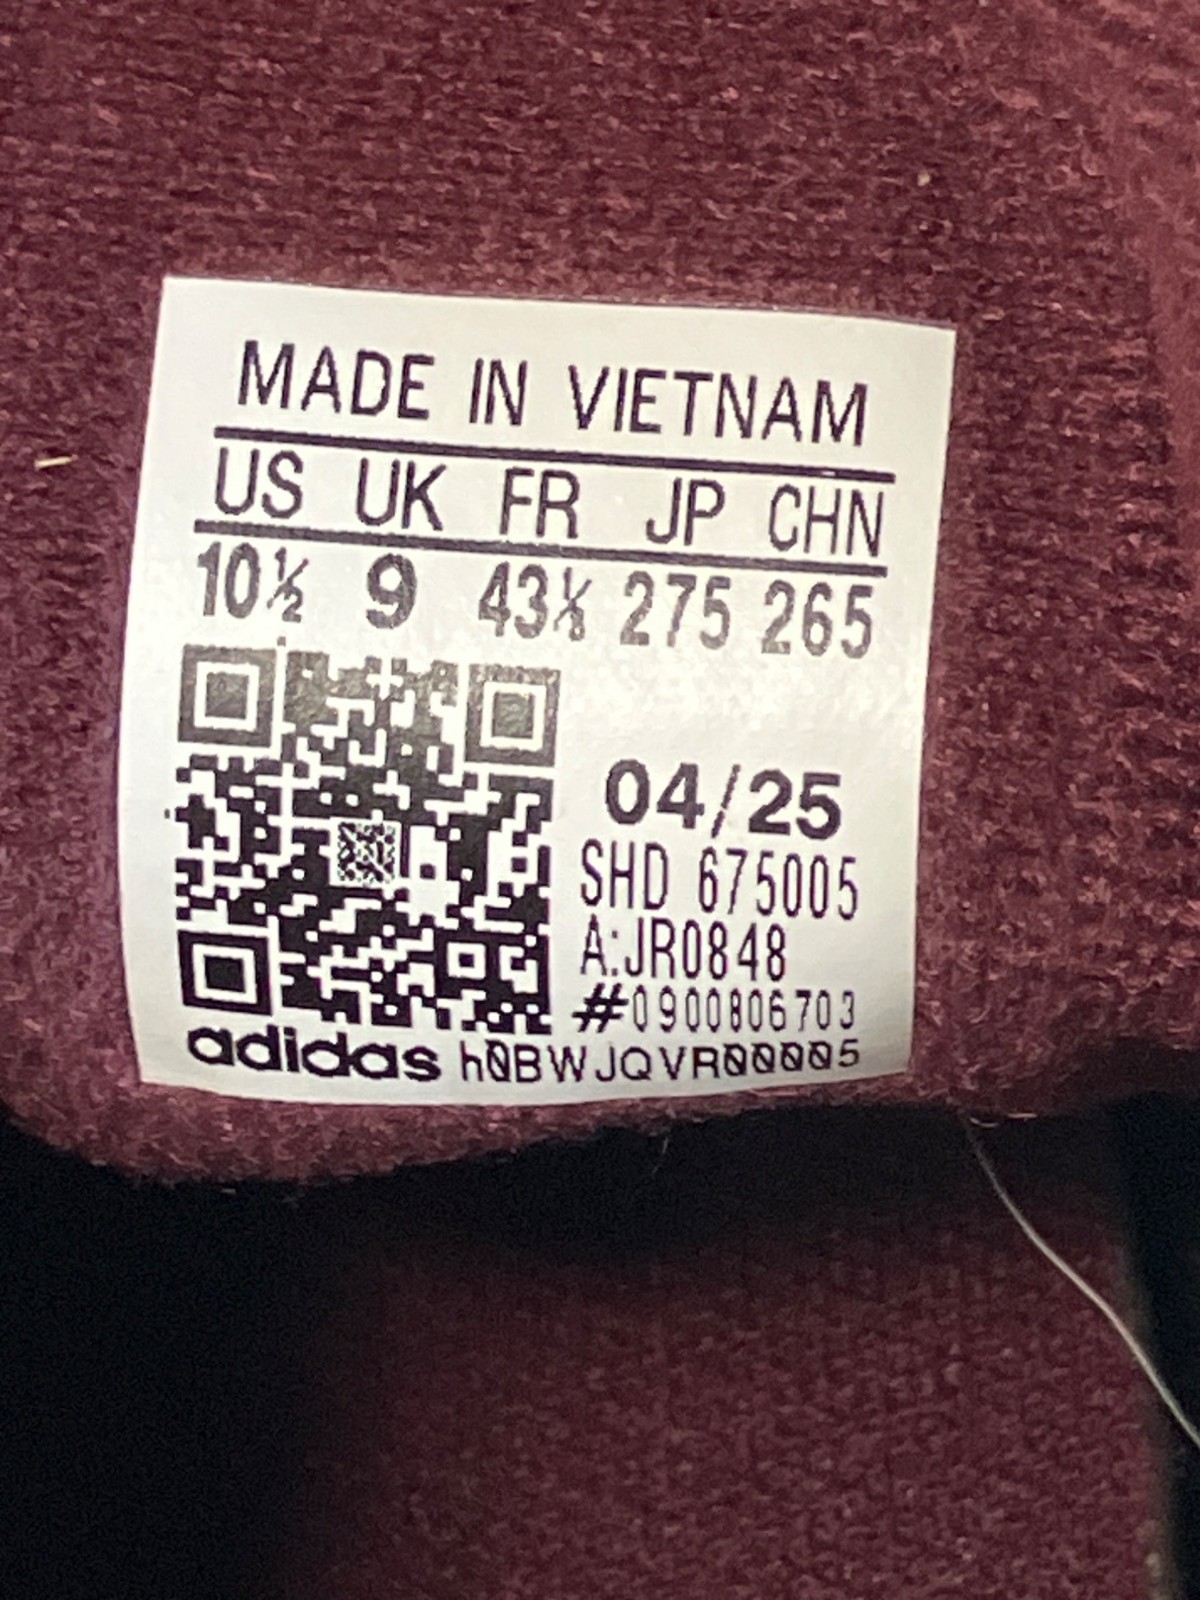 MADE IN VIETNAM
US UK FR JP CHN
10½ 9 43⅓ 275 265
04/25
SHD 675005
A:JR0848
#0900806703
adidas h0BWJQVR00005